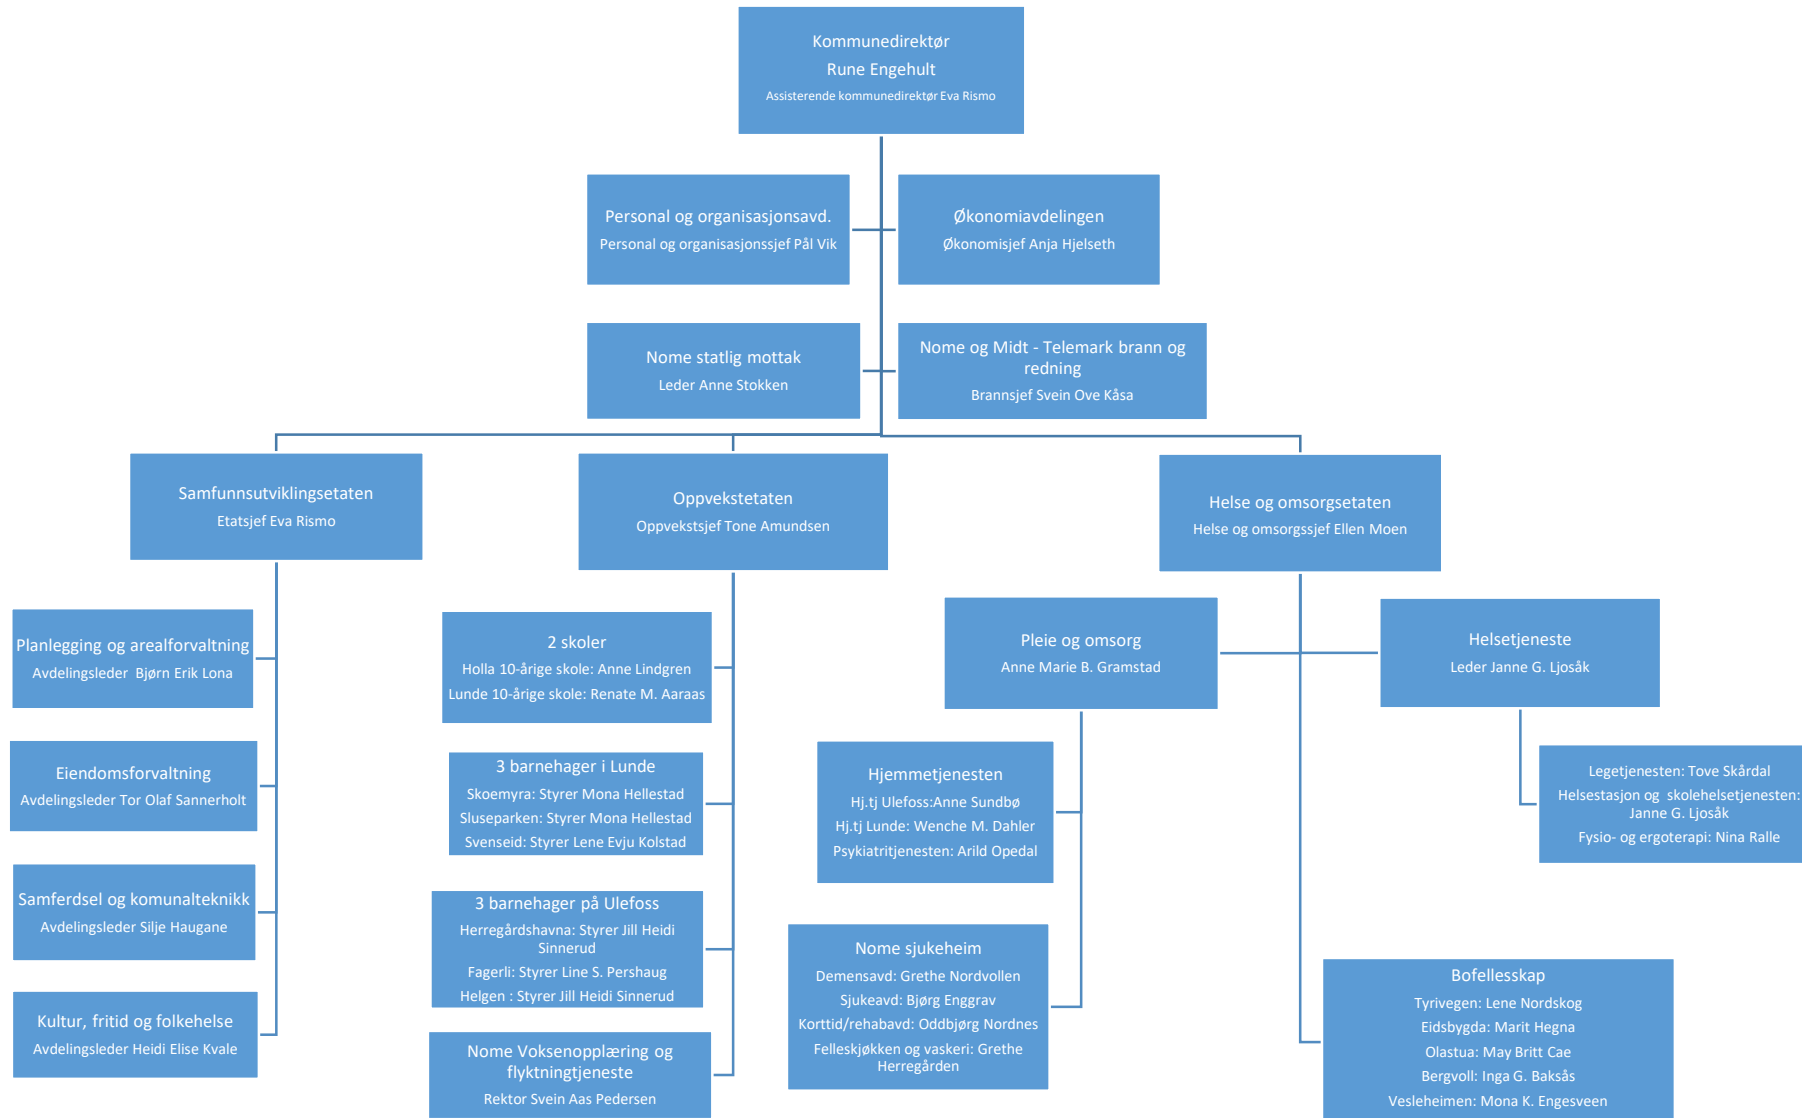 Kommunedirektør
Rune Engehult
Assisterende kommunedirektør Eva Rismo
Personal og organisasjonsavd.
Personal og organisasjonssjef Pål Vik
Økonomiavdelingen
Økonomisjef Anja Hjelseth
Nome statlig mottak
Leder Anne Stokken
Nome og Midt - Telemark brann og
redning
Brannsjef Svein Ove Kåsa
Samfunnsutviklingsetaten
Etatsjef Eva Rismo
Planlegging og arealforvaltning
Avdelingsleder  Bjørn Erik Lona
Eiendomsforvaltning
Avdelingsleder Tor Olaf Sannerholt
Samferdsel og komunalteknikk
Avdelingsleder Silje Haugane
Kultur, fritid og folkehelse
Avdelingsleder Heidi Elise Kvale
Oppvekstetaten
Oppvekstsjef Tone Amundsen
2 skoler
Holla 10-årige skole: Anne Lindgren
Lunde 10-årige skole: Renate M. Aaraas
3 barnehager i Lunde
Skoemyra: Styrer Mona Hellestad
Sluseparken: Styrer Mona Hellestad
Svenseid: Styrer Lene Evju Kolstad
3 barnehager på Ulefoss
Herregårdshavna: Styrer Jill Heidi
Sinnerud
Fagerli: Styrer Line S. Pershaug
Helgen : Styrer Jill Heidi Sinnerud
Nome Voksenopplæring og
flyktningtjeneste
Rektor Svein Aas Pedersen
Helse og omsorgsetaten
Helse og omsorgssjef Ellen Moen
Pleie og omsorg
Anne Marie B. Gramstad
Hjemmetjenesten
Hj.tj Ulefoss:Anne Sundbø
Hj.tj Lunde: Wenche M. Dahler
Psykiatritjenesten: Arild Opedal
Nome sjukeheim
Demensavd: Grethe Nordvollen
Sjukeavd: Bjørg Enggrav
Korttid/rehabavd: Oddbjørg Nordnes
Felleskjøkken og vaskeri: Grethe
Herregården
Helsetjeneste
Leder Janne G. Ljosåk
Legetjenesten: Tove Skårdal
Helsestasjon og  skolehelsetjenesten:
Janne G. Ljosåk
Fysio- og ergoterapi: Nina Ralle
Bofellesskap
Tyrivegen: Lene Nordskog
Eidsbygda: Marit Hegna
Olastua: May Britt Cae
Bergvoll: Inga G. Baksås
Vesleheimen: Mona K. Engesveen